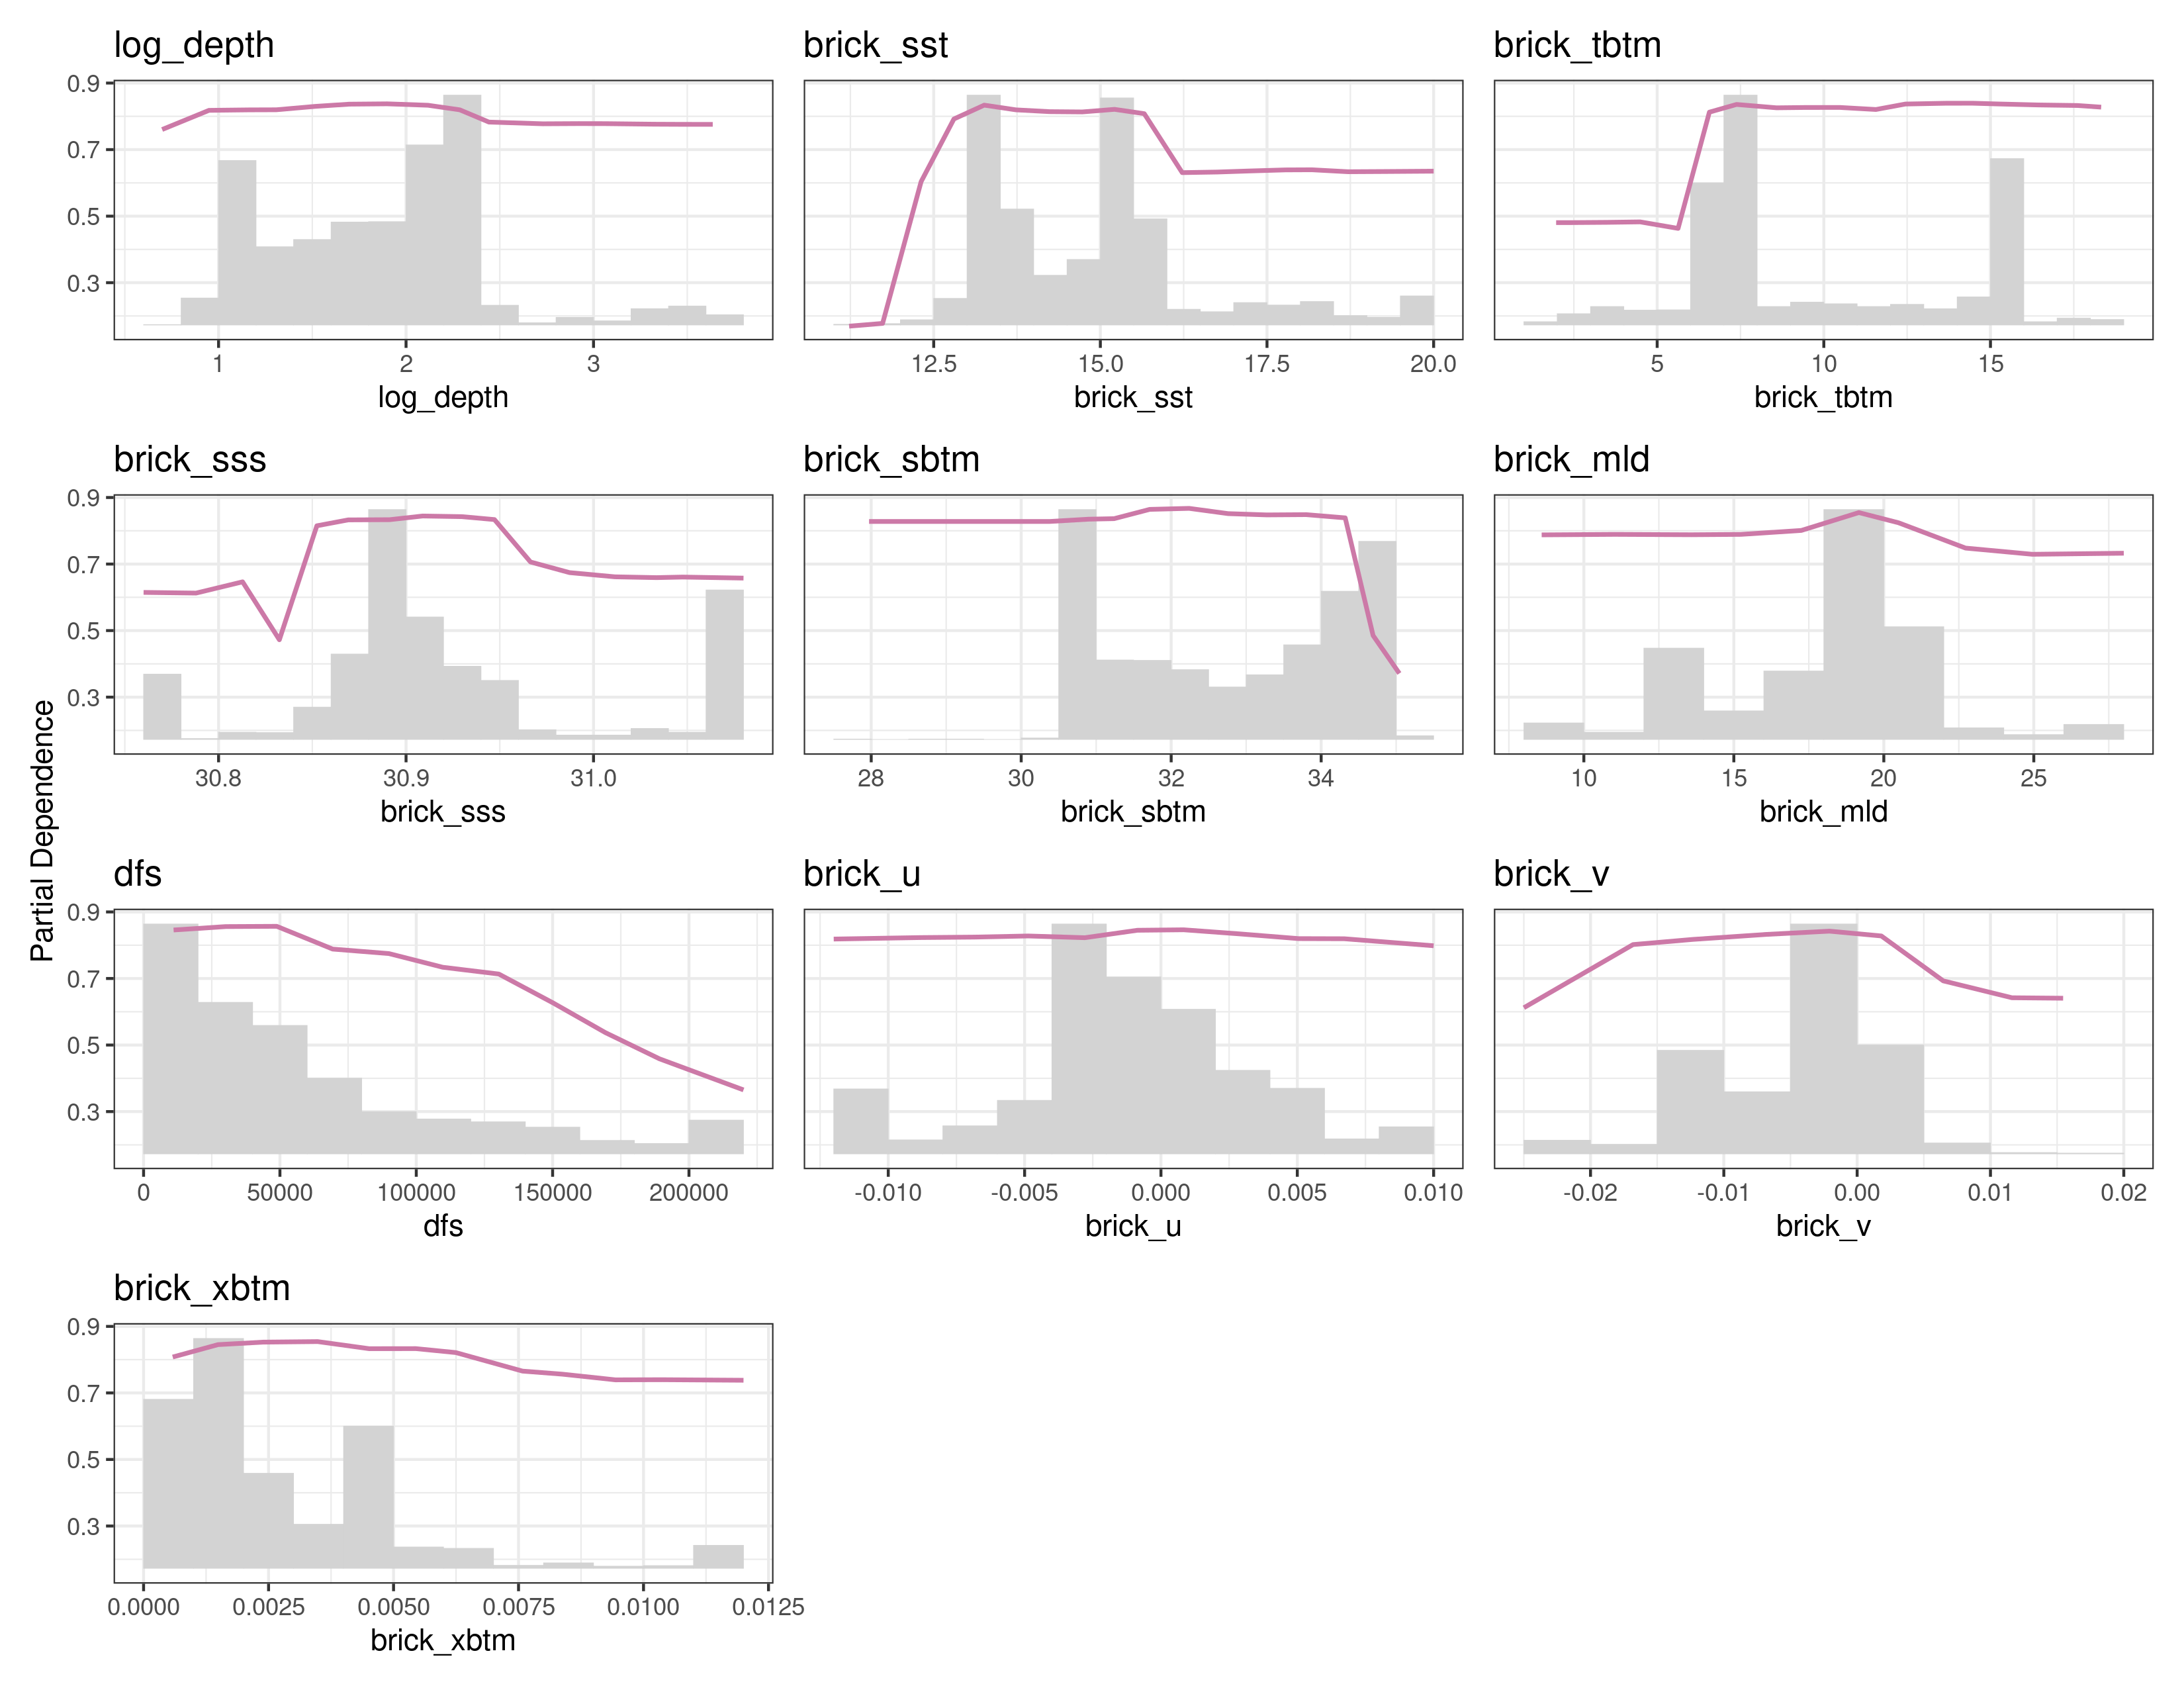 log_depth
brick_sst
brick_tbtm
0.9
0.7
0.5
0.3
1 2 3
12.5 15.0 17.5 20.0
5 10 15
log_depth
brick_sst
brick_tbtm
brick_sss
brick_sbtm
brick_mld
0.9
0.7
0.5
0.3
30.8 30.9 31.0
28 30 32 34
10 15 20 25
brick_sss
brick_sbtm
brick_mld
Partial Dependence
dfs
brick_u
brick_v
0.9
0.7
0.5
0.3
0 50000 100000 150000 200000
-0.010 -0.005 0.000 0.005 0.010
-0.02 -0.01 0.00 0.01 0.02
dfs
brick_u
brick_v
brick_xbtm
0.9
0.7
0.5
0.3
0.0000 0.0025 0.0050 0.0075 0.0100 0.0125
brick_xbtm